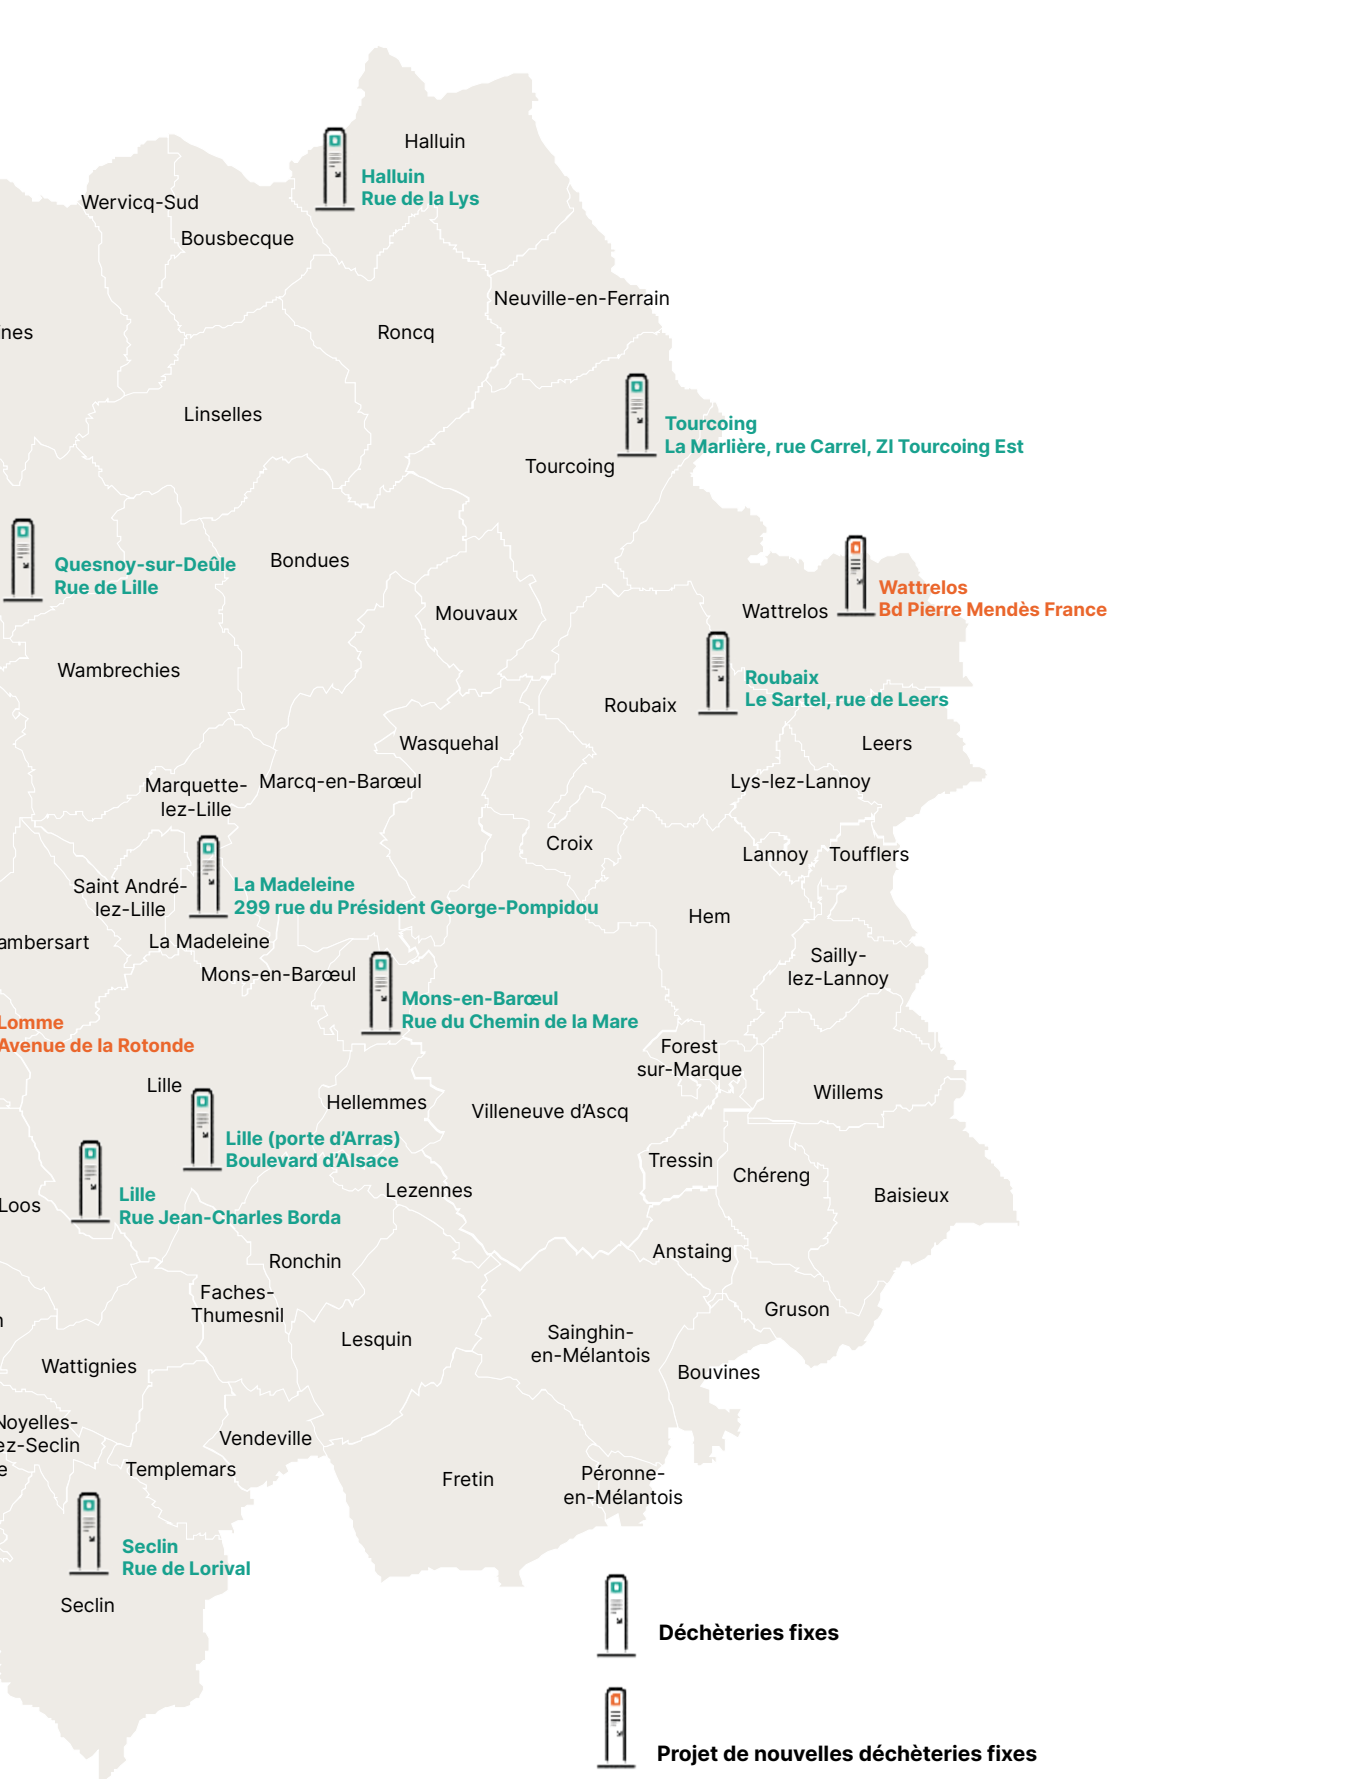 Halluin
Halluin
Rue de la Lys
Wervicq-Sud
Bousbecque
Neuville-en-Ferrain
Roncq
Linselles
Tourcoing
La Marlière, rue Carrel, ZI Tourcoing Est
Tourcoing
Quesnoy-sur-Deûle
Rue de Lille
Bondues
Mouvaux
Wattrelos
Wattrelos
Bd Pierre Mendès France
Wambrechies
Roubaix
Roubaix
Le Sartel, rue de Leers
Wasquehal
Leers
Marquette-
lez-Lille
Marcq-en-Barœul
Lys-lez-Lannoy
Croix
Lannoy
Toufflers
Saint André-
lez-Lille
La Madeleine
299 rue du Président George-Pompidou
Hem
ambersart
La Madeleine
Mons-en-Barœul
Sailly-
lez-Lannoy
Mons-en-Barœul
Rue du Chemin de la Mare
Lomme
Avenue de la Rotonde
Forest
sur-Marque
Lille
Hellemmes
Villeneuve d’Ascq
Willems
Lille (porte d’Arras)
Boulevard d’Alsace
Tressin
Chéreng
Lezennes
Baisieux
Loos
Lille
Rue Jean-Charles Borda
Anstaing
Ronchin
Faches-
Thumesnil
Gruson
Lesquin
Sainghin-
en-Mélantois
Wattignies
Bouvines
Noyelles-
ez-Seclin
Vendeville
Templemars
Fretin
Péronne-
en-Mélantois
Seclin
Rue de Lorival
Seclin
Déchèteries fixes
Projet de nouvelles déchèteries fixes